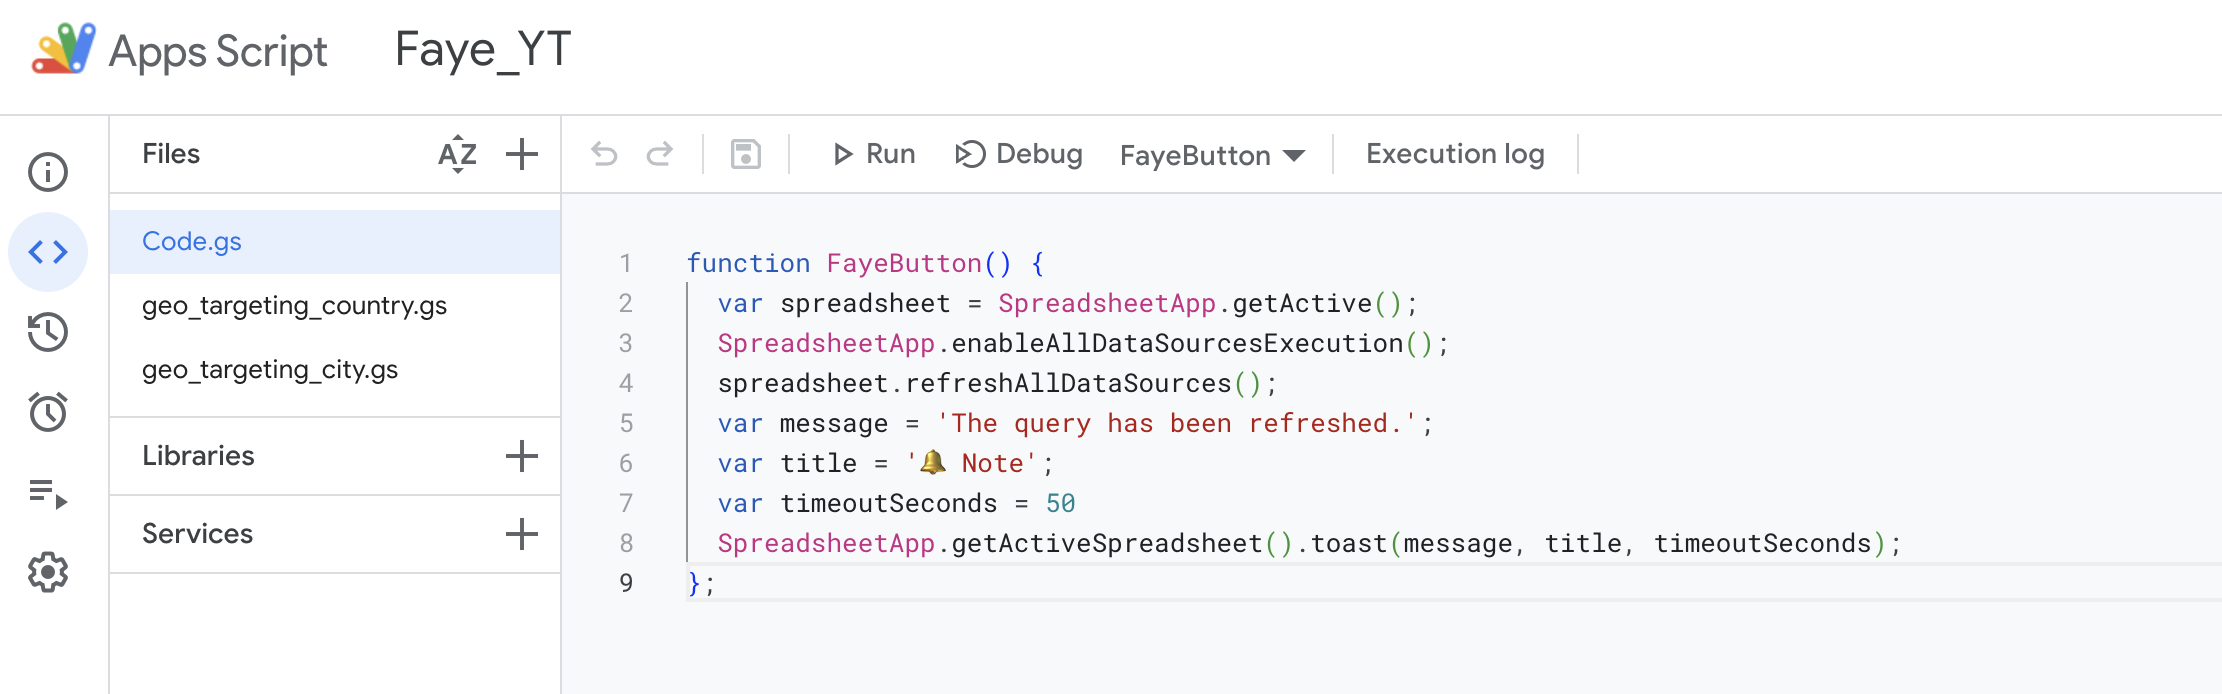 Apps Script Faye_YT
Files AZ
Run Debug FayeButton Execution log
Code.gs
geo_targeting_country.gs
geo_targeting_city.gs
Libraries
Services
1 function FayeButton() {
2 var spreadsheet = SpreadsheetApp.getActive();
3 SpreadsheetApp.enableAllDataSourcesExecution();
4 spreadsheet.refreshAllDataSources();
5 var message = 'The query has been refreshed.';
6 var title = '🔔 Note';
7 var timeoutSeconds = 50
8 SpreadsheetApp.getActiveSpreadsheet().toast(message, title, timeoutSeconds);
9 };